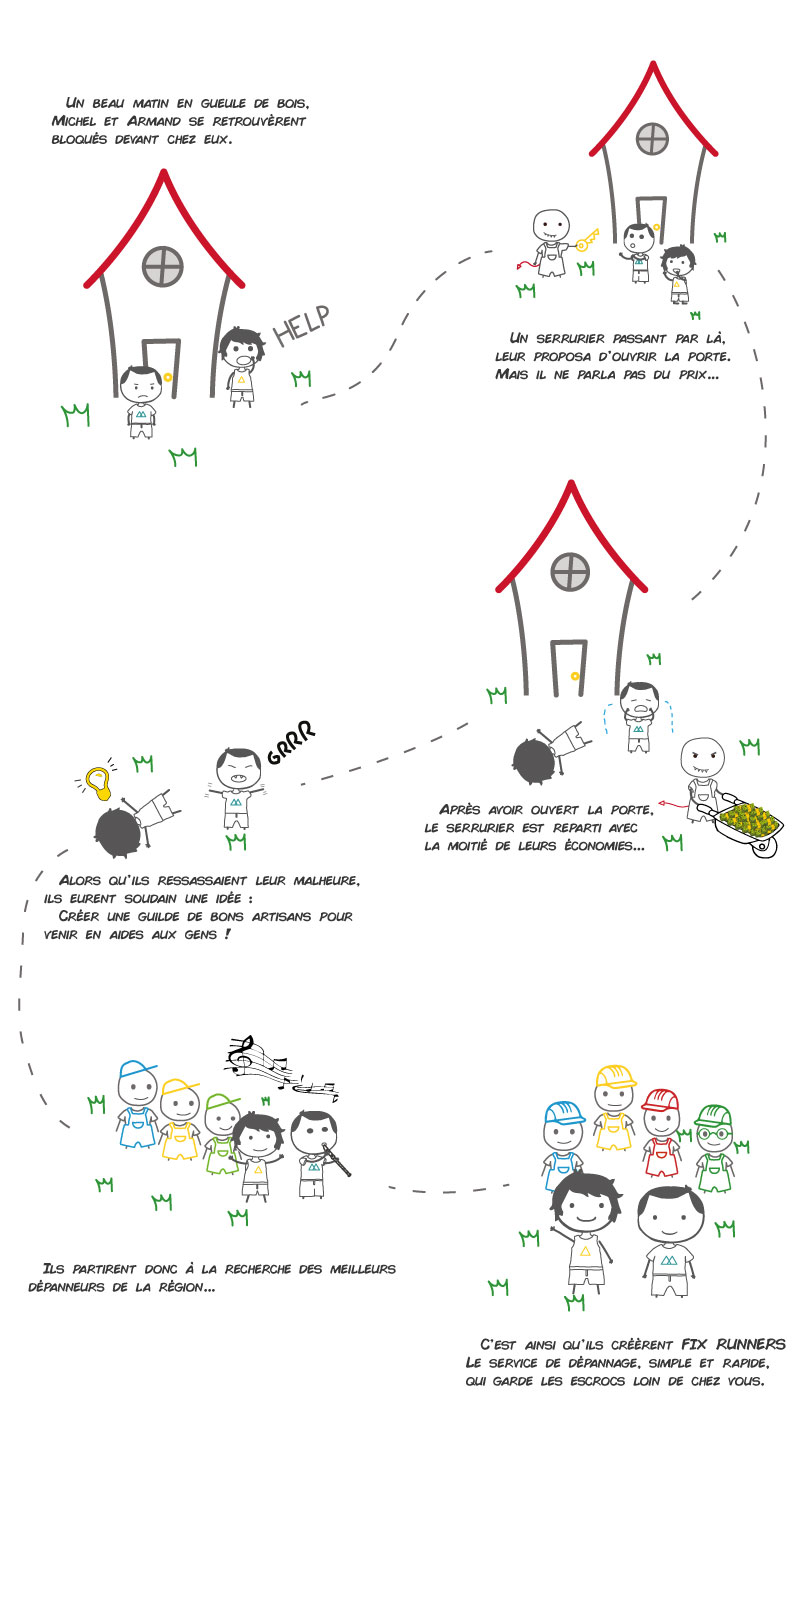 Un beau matin en gueule de bois,
Michel et Armand se retrouvèrent
bloqués devant chez eux.
HELP
Un serrurier passant par là,
leur proposa d'ouvrir la porte.
Mais il ne parla pas du prix...
Après avoir ouvert la porte,
le serrurier est reparti avec
la moitié de leurs économies...
GRRR
Alors qu'ils ressassaient leur malheure,
ils eurent soudain une idée :
Créer une guilde de bons artisans pour
venir en aides aux gens !
Ils partirent donc à la recherche des meilleurs
dépanneurs de la région...
C'est ainsi qu'ils créèrent FIX RUNNERS
Le service de dépannage, simple et rapide,
qui garde les escrocs loin de chez vous.